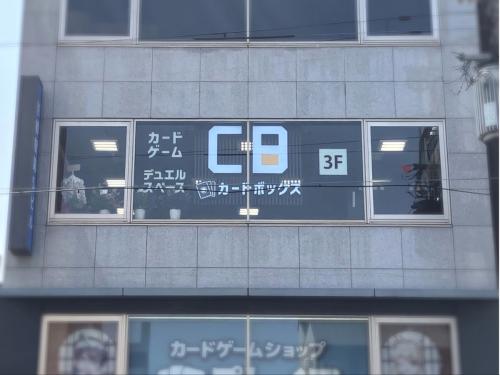 カード
ゲーム
デュエル
スペース
CB
カードボックス
3F
カードゲームショップ